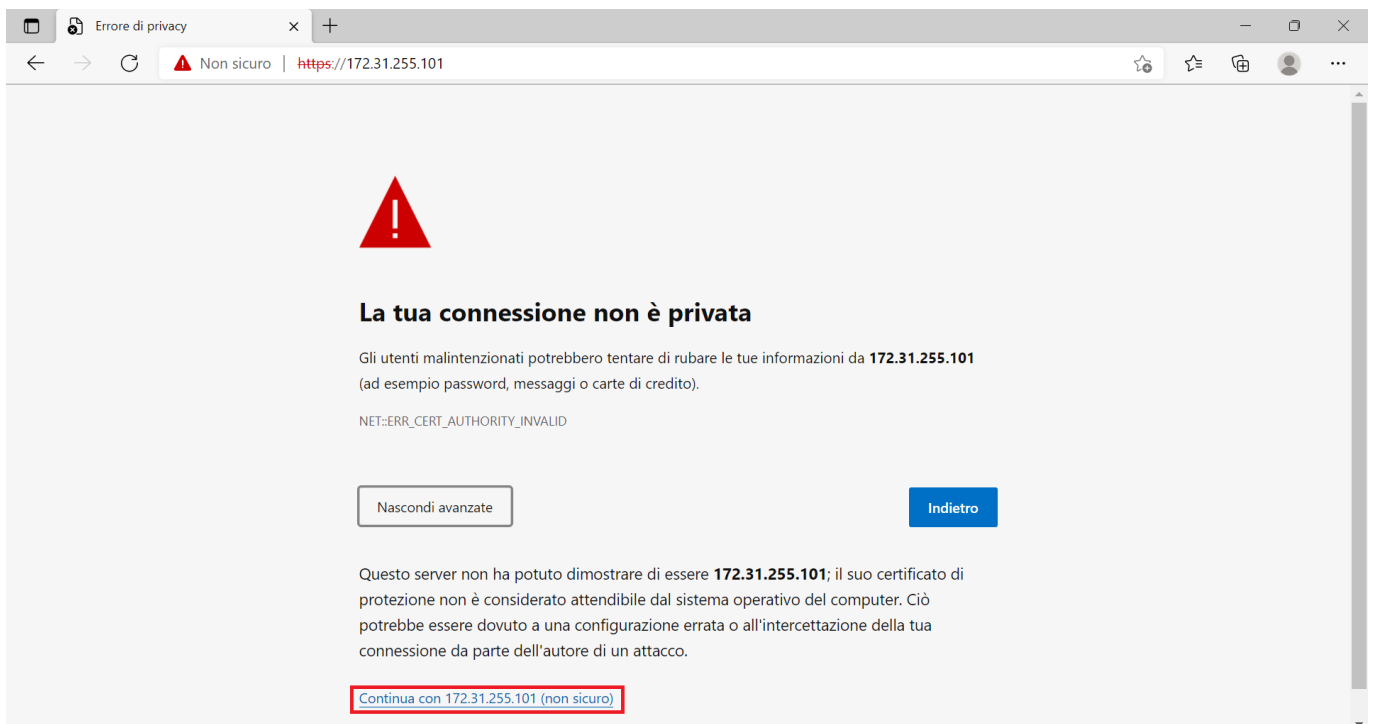 Errore di privacy
Non sicuro | https://172.31.255.101
La tua connessione non è privata
Gli utenti malintenzionati potrebbero tentare di rubare le tue informazioni da 172.31.255.101
(ad esempio password, messaggi o carte di credito).
NET::ERR_CERT_AUTHORITY_INVALID
Nascondi avanzate
Indietro
Questo server non ha potuto dimostrare di essere 172.31.255.101; il suo certificato di
protezione non è considerato attendibile dal sistema operativo del computer. Ciò
potrebbe essere dovuto a una configurazione errata o all'intercettazione della tua
connessione da parte dell'autore di un attacco.
Continua con 172.31.255.101 (non sicuro)